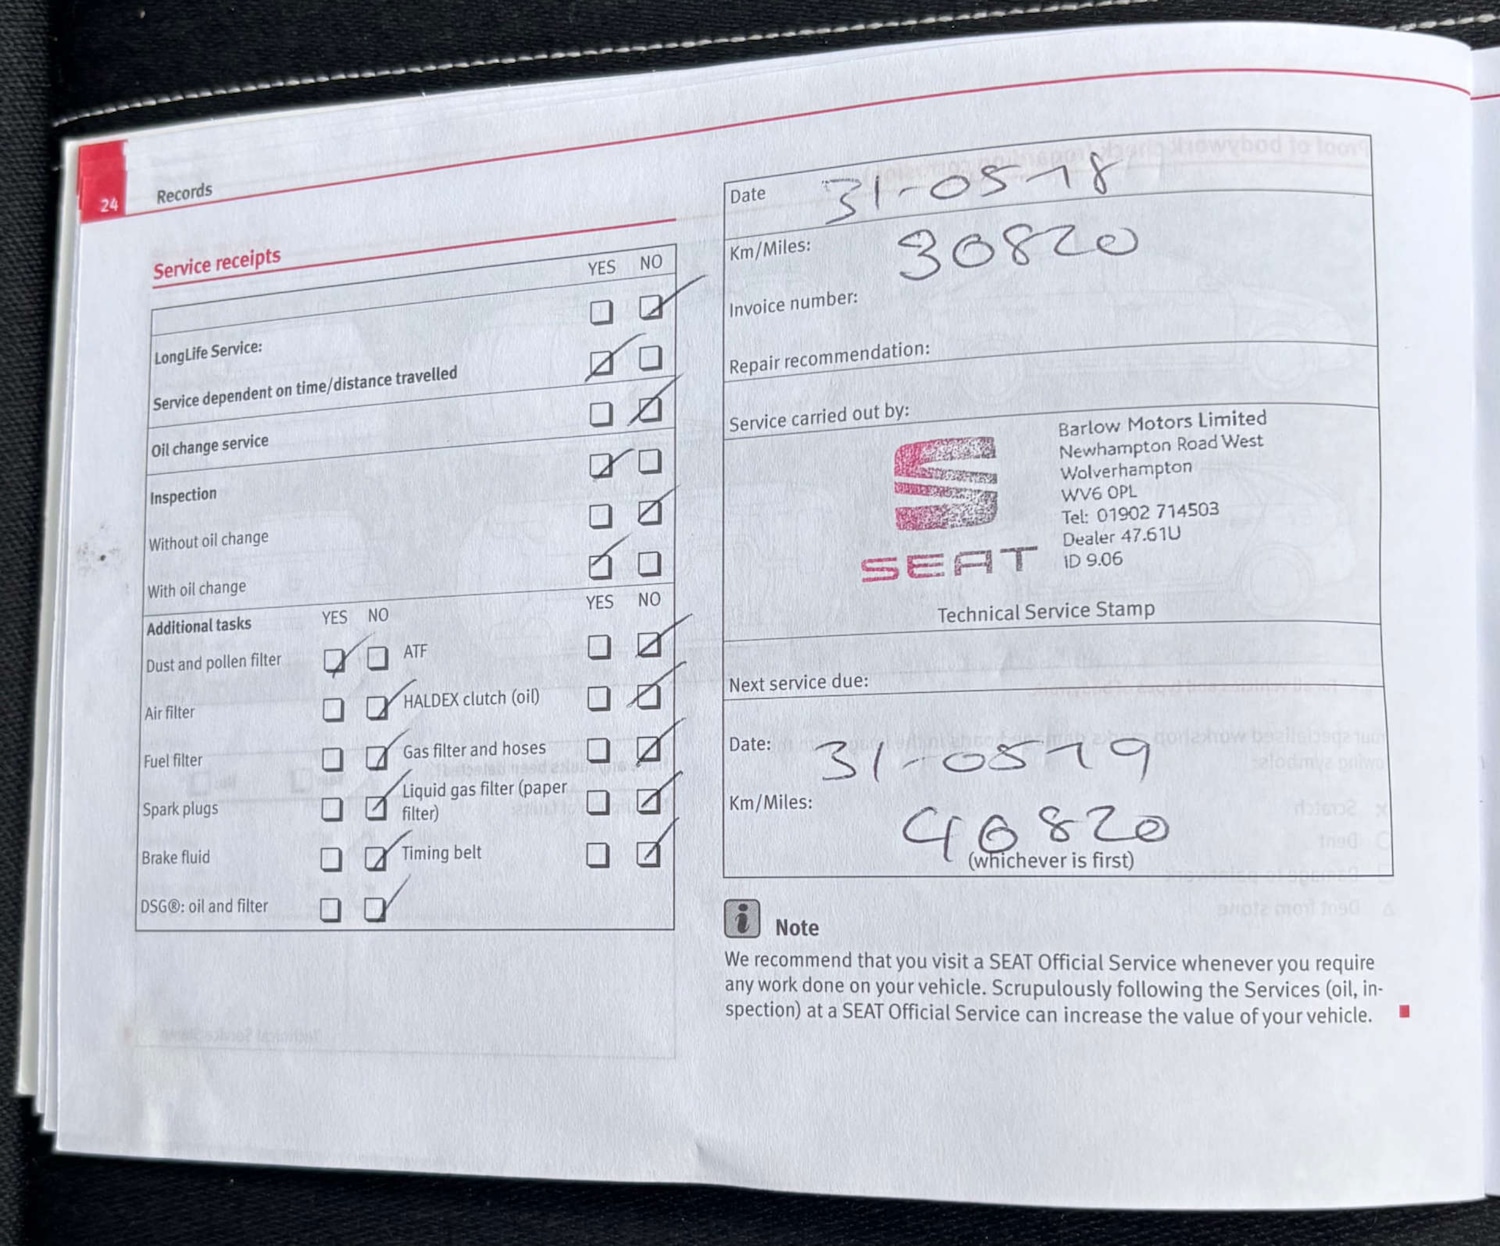 24
Records
Service receipts
YES NO
LongLife Service:
Service dependent on time/distance travelled
Oil change service
Inspection
Without oil change
With oil change
Additional tasks YES NO YES NO
Dust and pollen filter ATF
Air filter HALDEX clutch (oil)
Fuel filter Gas filter and hoses
Spark plugs Liquid gas filter (paper
filter)
Brake fluid Timing belt
DSG®: oil and filter
Date 31-05-18
Km/Miles: 30820
Invoice number:
Repair recommendation:
Service carried out by:
Barlow Motors Limited
Newhampton Road West
Wolverhampton
WV6 0PL
Tel: 01902 714503
Dealer 47.61U
ID 9.06
SEAT
Technical Service Stamp
Next service due:
Date: 31-05-19
Km/Miles: 40820
(whichever is first)
i Note
We recommend that you visit a SEAT Official Service whenever you require
any work done on your vehicle. Scrupulously following the Services (oil, in-
spection) at a SEAT Official Service can increase the value of your vehicle.